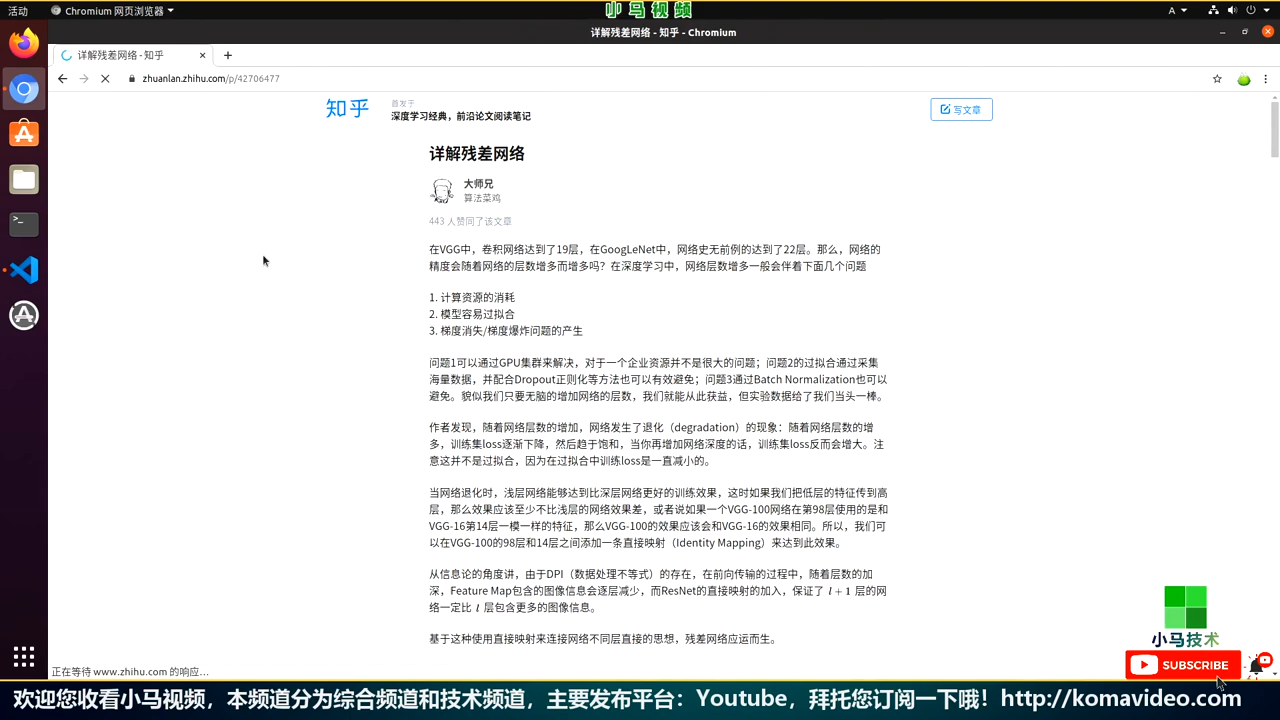 活动
Chromium 网页浏览器
小马视频
A
详解残差网络 - 知乎 - Chromium
详解残差网络 - 知乎
zhuanlan.zhihu.com/p/42706477
知乎
首发于
深度学习经典，前沿论文阅读笔记
写文章
详解残差网络
大师兄
算法菜鸡
443 人赞同了该文章
在VGG中，卷积网络达到了19层，在GoogLeNet中，网络史无前例的达到了22层。那么，网络的
精度会随着网络的层数增多而增多吗？在深度学习中，网络层数增多一般会伴着下面几个问题
1. 计算资源的消耗
2. 模型容易过拟合
3. 梯度消失/梯度爆炸问题的产生
问题1可以通过GPU集群来解决，对于一个企业资源并不是很大的问题；问题2的过拟合通过采集
海量数据，并配合Dropout正则化等方法也可以有效避免；问题3通过Batch Normalization也可以
避免。貌似我们只要无脑的增加网络的层数，我们就能从此获益，但实验数据给了我们当头一棒。
作者发现，随着网络层数的增加，网络发生了退化（degradation）的现象：随着网络层数的增
多，训练集loss逐渐下降，然后趋于饱和，当你再增加网络深度的话，训练集loss反而会增大。注
意这并不是过拟合，因为在过拟合中训练loss是一直减小的。
当网络退化时，浅层网络能够达到比深层网络更好的训练效果，这时如果我们把低层的特征传到高
层，那么效果应该至少不比浅层的网络效果差，或者说如果一个VGG-100网络在第98层使用的是和
VGG-16第14层一模一样的特征，那么VGG-100的效果应该会和VGG-16的效果相同。所以，我们可
以在VGG-100的98层和14层之间添加一条直接映射（Identity Mapping）来达到此效果。
从信息论的角度讲，由于DPI（数据处理不等式）的存在，在前向传输的过程中，随着层数的加
深，Feature Map包含的图像信息会逐层减少，而ResNet的直接映射的加入，保证了 l + 1 层的网
络一定比 l 层包含更多的图像信息。
基于这种使用直接映射来连接网络不同层直接的思想，残差网络应运而生。
小马技术
SUBSCRIBE
正在等待 www.zhihu.com 的响应...
欢迎您收看小马视频，本频道分为综合频道和技术频道，主要发布平台：Youtube，拜托您订阅一下哦！http://komavideo.com